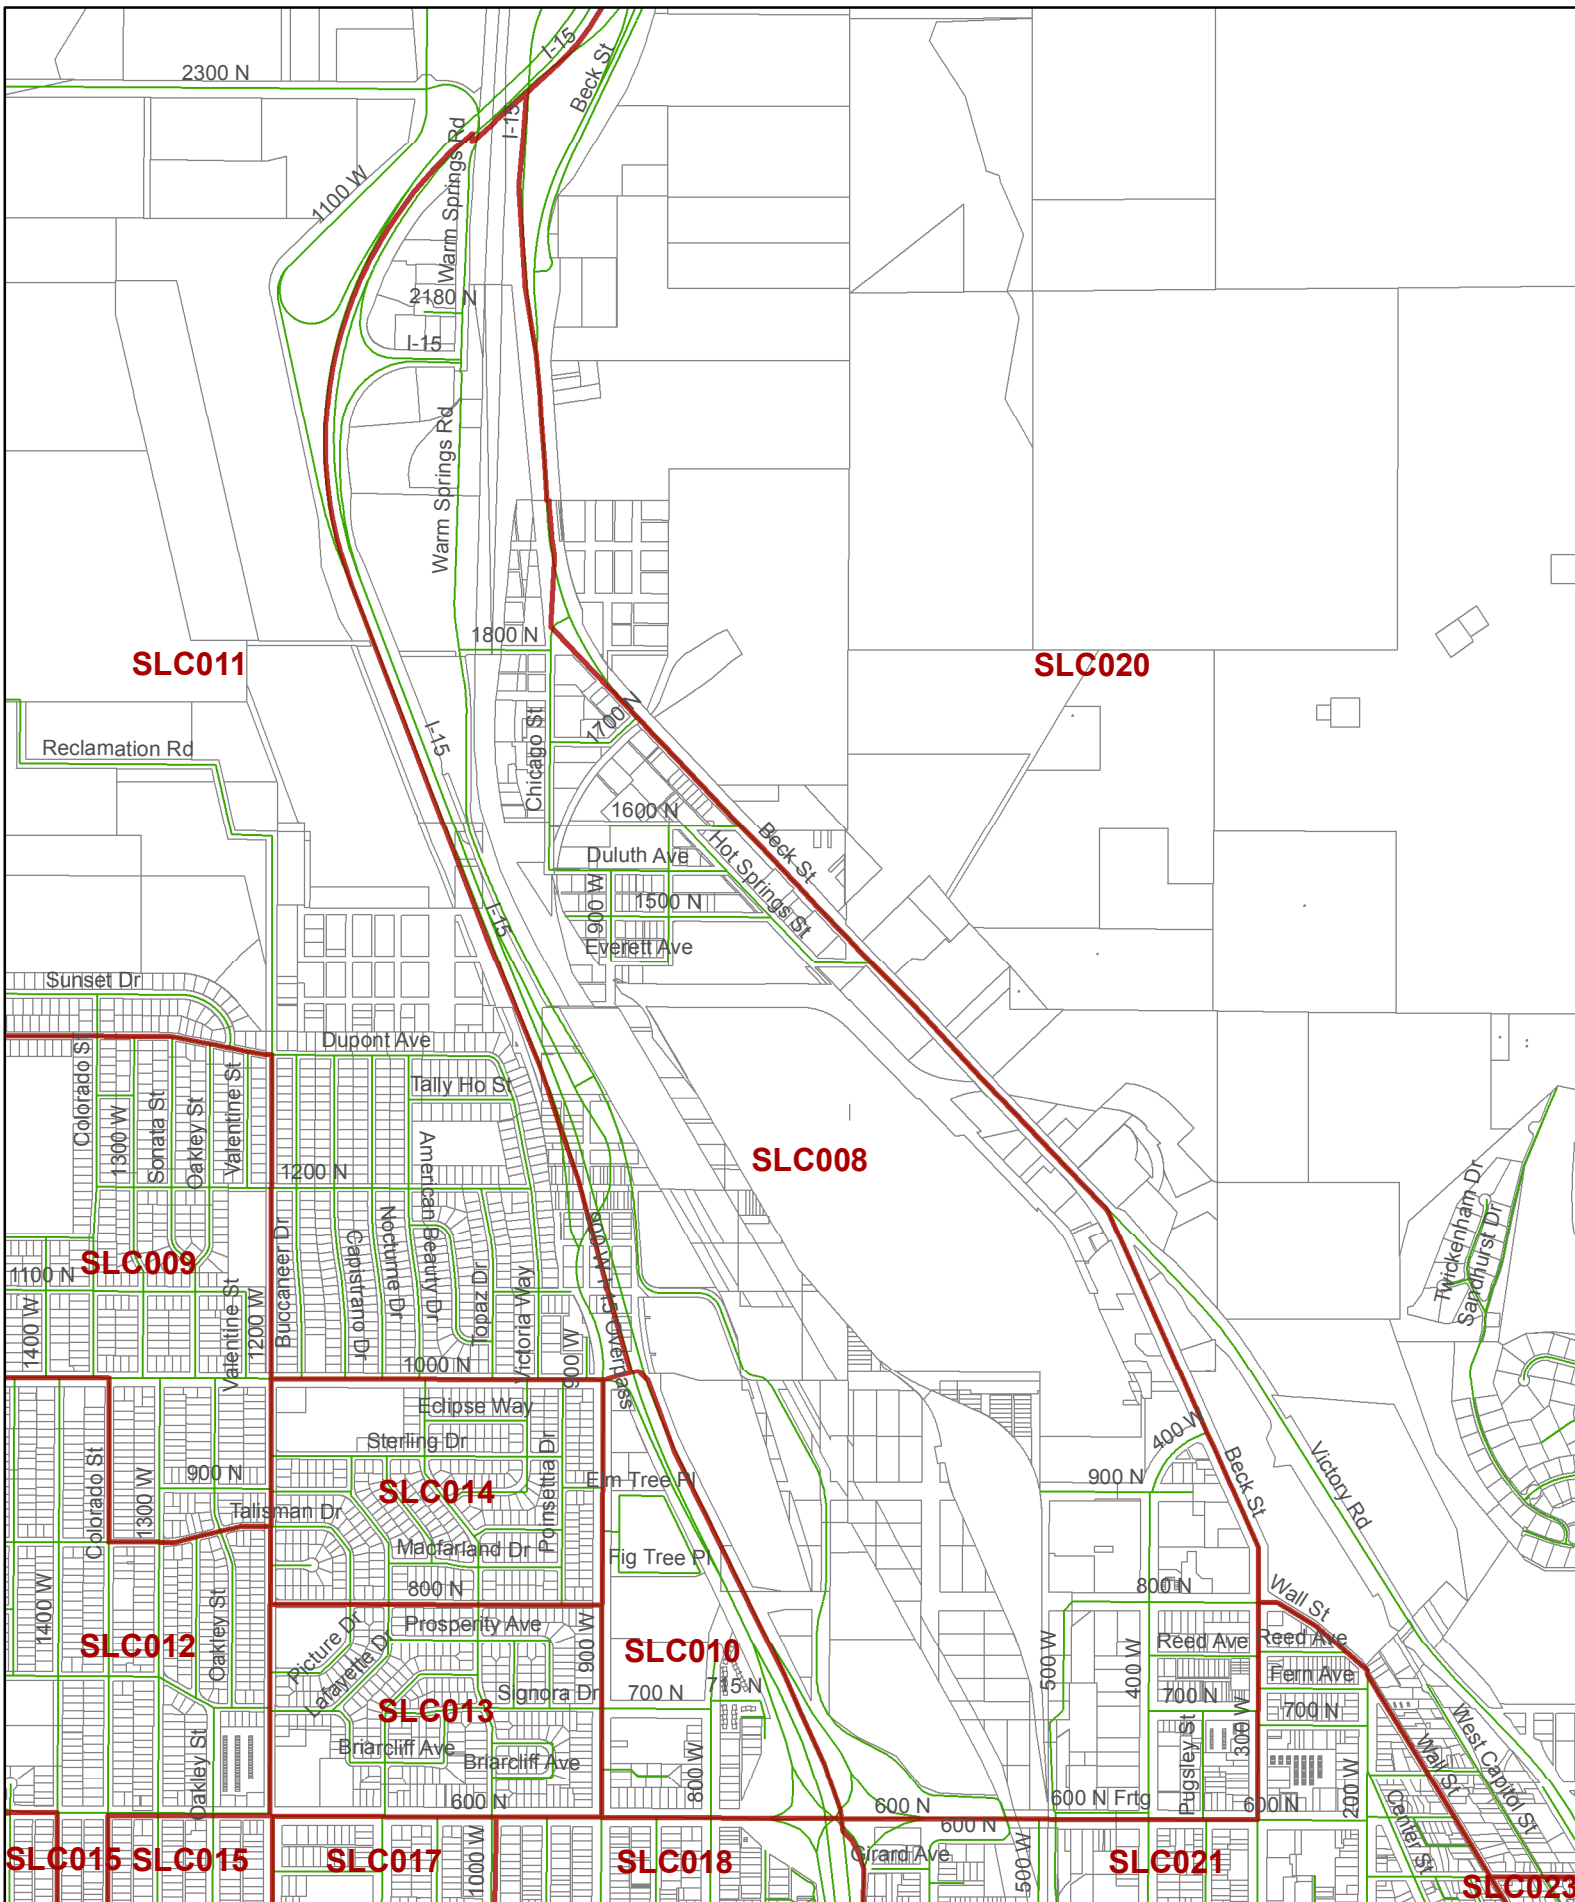 I-15
Beck St
2300 N
I-15
Warm Springs Rd
1100 W
2180 N
I-15
Warm Springs Rd
1800 N
SLC011
SLC020
1700 N
I-15
Chicago St
Reclamation Rd
1600 N
Beck St
Hot Springs St
Duluth Ave
900 W
1500 N
I-15
Everett Ave
Sunset Dr
Dupont Ave
Colorado St
Tally Ho St
1300 W
Sonata St
Oakley St
Valentine St
American Beauty Dr
SLC008
1200 N
Twickenham Dr
Sandhurst Dr
Buccaneer Dr
Capistrano Dr
Nocturne Dr
900 W I-15 Overpass
SLC009
1100 N
Topaz Dr
Victoria Way
1400 W
Valentine St
1200 W
900 W
1000 N
Eclipse Way
Sterling Dr
400 W
Beck St
Victory Rd
Colorado St
1300 W
900 N
Poinsettia Dr
Elm Tree Pl
900 N
SLC014
Talisman Dr
Macfarland Dr
Fig Tree Pl
800 N
800 N
Wall St
1400 W
Oakley St
Picture Dr
Lafayette Dr
Prosperity Ave
900 W
SLC012
SLC010
500 W
400 W
Reed Ave
Reed Ave
Fern Ave
Signora Dr
700 N
715 N
700 N
700 N
SLC013
Oakley St
Briarcliff Ave
Briarcliff Ave
800 W
Pugsley St
300 W
200 W
Wall St
West Capitol St
600 N
600 N
600 N Frtg
600 N
600 N
Center St
SLC015
SLC015
SLC017
1000 W
SLC018
Girard Ave
500 W
SLC021
SLC023